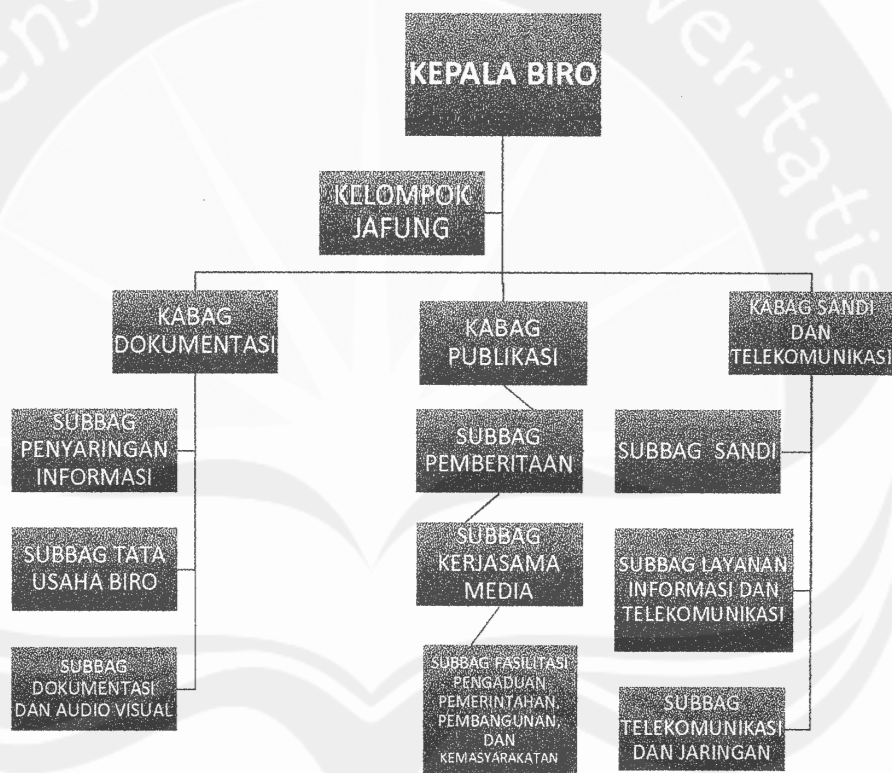 ens
veritatis
KEPALA BIRO
KELOMPOK
JAFUNG
KABAG
DOKUMENTASI
KABAG
PUBLIKASI
KABAG SANDI
DAN
TELEKOMUNIKASI
SUBBAG
PENYARINGAN
INFORMASI
SUBBAG TATA
USAHA BIRO
SUBBAG
DOKUMENTASI
DAN AUDIO VISUAL
SUBBAG
PEMBERITAAN
SUBBAG
KERJASAMA
MEDIA
SUBBAG FASILITASI
PENGADUAN
PEMERINTAHAN,
PEMBANGUNAN,
DAN
KEMASYARAKATAN
SUBBAG SANDI
SUBBAG LAYANAN
INFORMASI DAN
TELEKOMUNIKASI
SUBBAG
TELEKOMUNIKASI
DAN JARINGAN